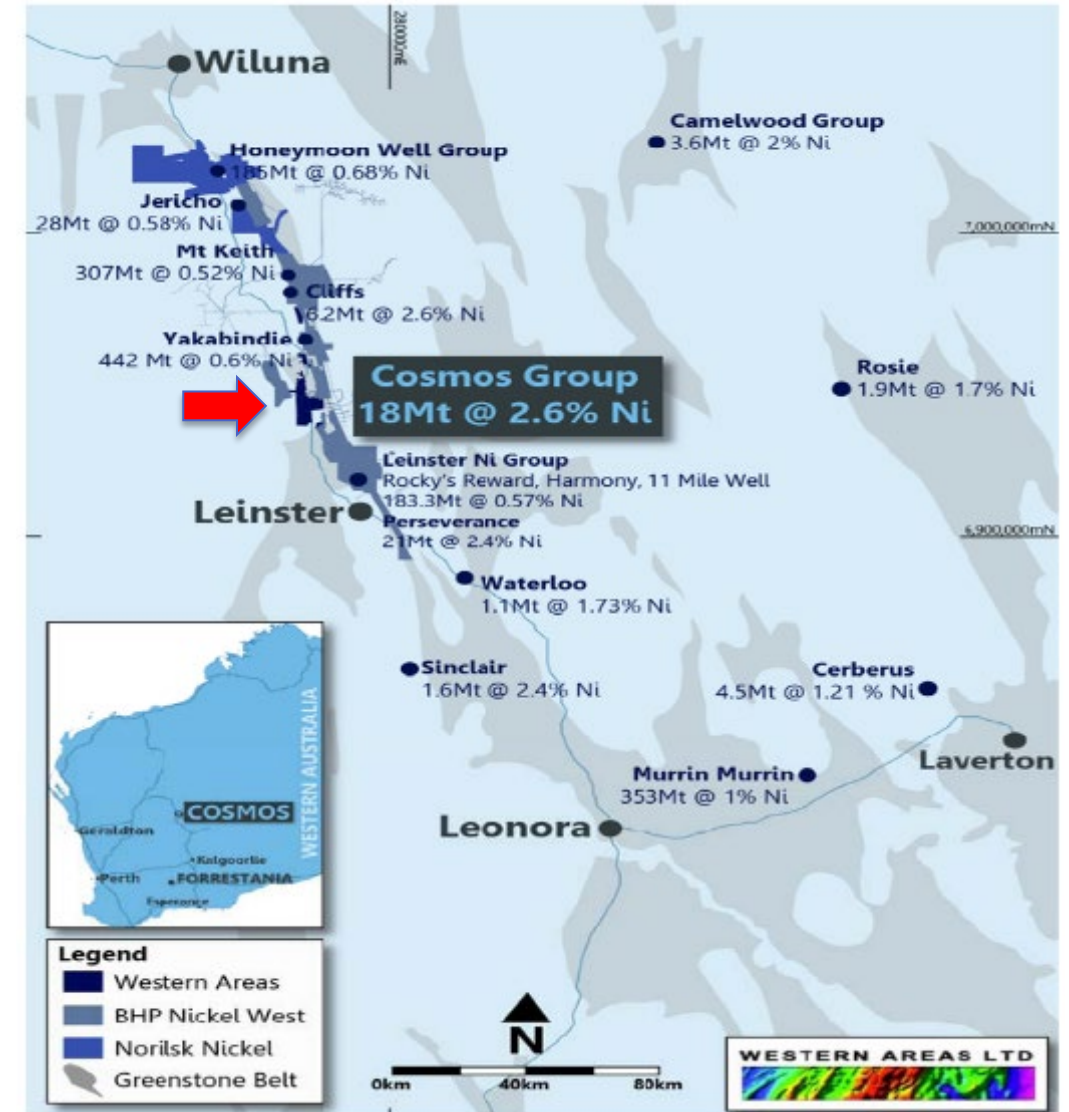 28000mE
Wiluna
Camelwood Group
3.6Mt @ 2% Ni
Honeymoon Well Group
185Mt @ 0.68% Ni
Jericho
28Mt @ 0.58% Ni
7,000,000mN
Mt Keith
307Mt @ 0.52% Ni
Cliffs
6.2Mt @ 2.6% Ni
Yakabindie
442 Mt @ 0.6% Ni
Cosmos Group
18Mt @ 2.6% Ni
Rosie
1.9Mt @ 1.7% Ni
Leinster Ni Group
Rocky's Reward, Harmony, 11 Mile Well
183.3Mt @ 0.57% Ni
Leinster
Perseverance
21Mt @ 2.4% Ni
6,900,000mN
Waterloo
1.1Mt @ 1.73% Ni
Sinclair
1.6Mt @ 2.4% Ni
Cerberus
4.5Mt @ 1.21 % Ni
Laverton
Murrin Murrin
353Mt @ 1% Ni
Leonora
WESTERN AUSTRALIA
COSMOS
Geraldton
Kalgoorlie
Perth
FORRESTANIA
Esperance
Legend
Western Areas
BHP Nickel West
Norilsk Nickel
Greenstone Belt
N
0km 40km 80km
WESTERN AREAS LTD